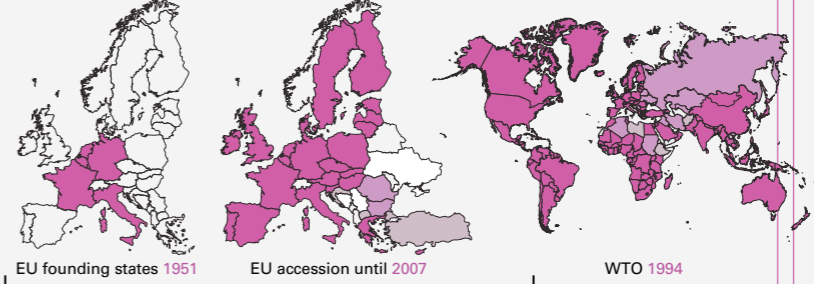 EU founding states 1951
EU accession until 2007
WTO 1994